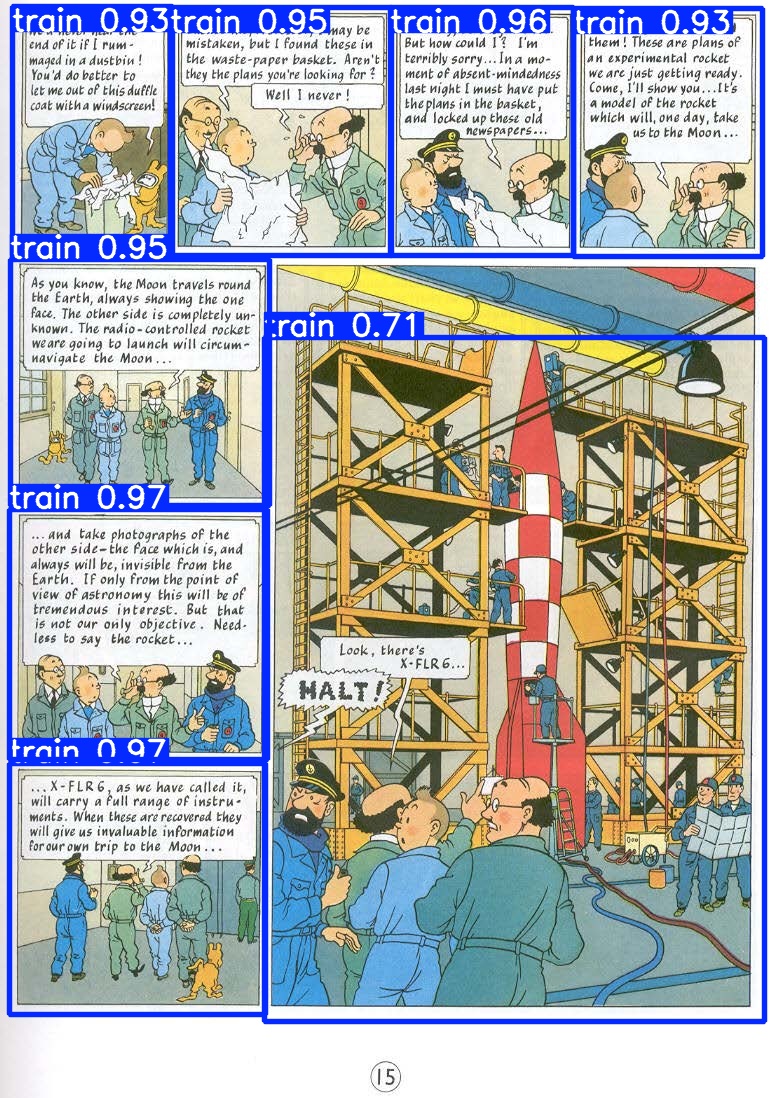 train 0.93
end of it if I rum-
maged in a dustbin!
You'd do better to
let me out of this duffle
coat with a windscreen!
train 0.95
may be
mistaken, but I found these in
the waste-paper basket. Aren't
they the plans you're looking for?
Well I never!
train 0.96
But how could I? I'm
terribly sorry... In a mo-
ment of absent-mindedness
last night I must have put
the plans in the basket,
and locked up these old
newspapers...
train 0.93
them! These are plans of
an experimental rocket
we are just getting ready.
Come, I'll show you...It's
a model of the rocket
which will, one day, take
us to the Moon...
train 0.95
As you know, the Moon travels round
the Earth, always showing the one
face. The other side is completely un-
known. The radio-controlled rocket
we are going to launch will circum-
navigate the Moon...
train 0.97
...and take photographs of the
other side-the face which is, and
always will be, invisible from the
Earth. If only from the point of
view of astronomy this will be of
tremendous interest. But that
is not our only objective. Need-
less to say the rocket...
train 0.97
...X-FLR6, as we have called it,
will carry a full range of instru-
ments. When these are recovered they
will give us invaluable information
for our own trip to the Moon...
train 0.71
Look, there's
X-FLR6...
HALT!
15